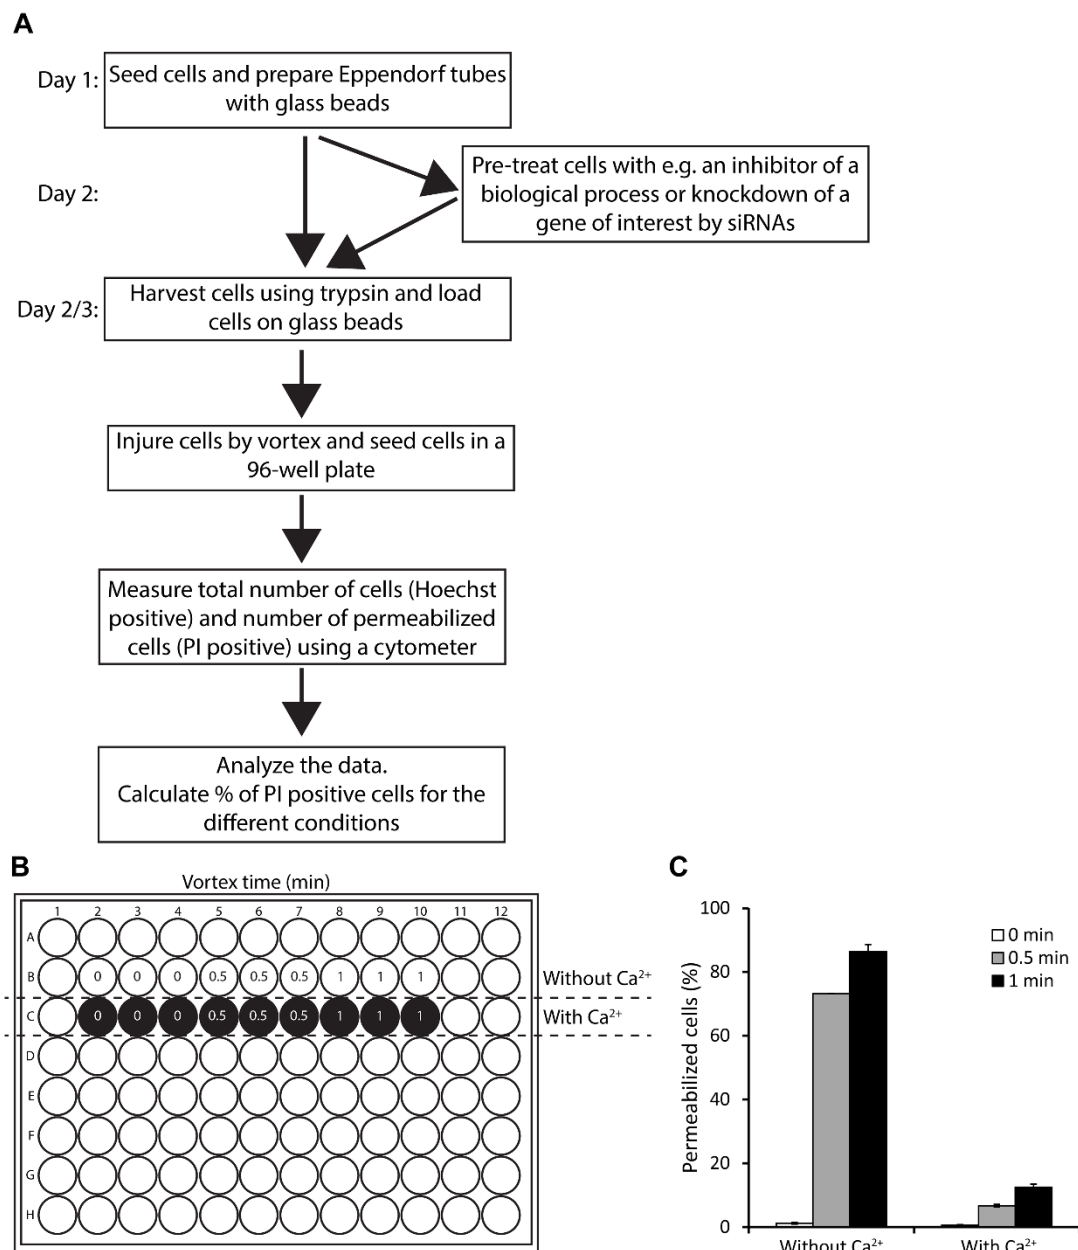 A
Day 1:
Seed cells and prepare Eppendorf tubes
with glass beads
Day 2:
Pre-treat cells with e.g. an inhibitor of a
biological process or knockdown of a
gene of interest by siRNAs
Day 2/3:
Harvest cells using trypsin and load
cells on glass beads
Injure cells by vortex and seed cells in a
96-well plate
Measure total number of cells (Hoechst
positive) and number of permeabilized
cells (PI positive) using a cytometer
Analyze the data.
Calculate % of PI positive cells for the
different conditions
B
Vortex time (min)
1 2 3 4 5 6 7 8 9 10 11 12
A
B 0 0 0 0.5 0.5 0.5 1 1 1 Without Ca²⁺
C 0 0 0 0.5 0.5 0.5 1 1 1 With Ca²⁺
D
E
F
G
H
C
Permeabilized cells (%)
100
80
60
40
20
0
0 min
0.5 min
1 min
Without Ca²⁺ With Ca²⁺